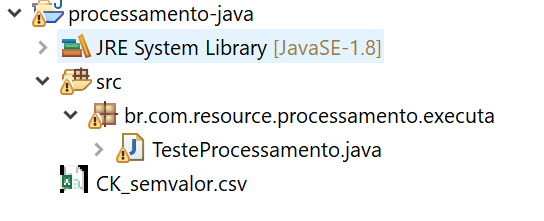 processamento-java
JRE System Library [JavaSE-1.8]
src
br.com.resource.processamento.executa
TesteProcessamento.java
CK_semvalor.csv